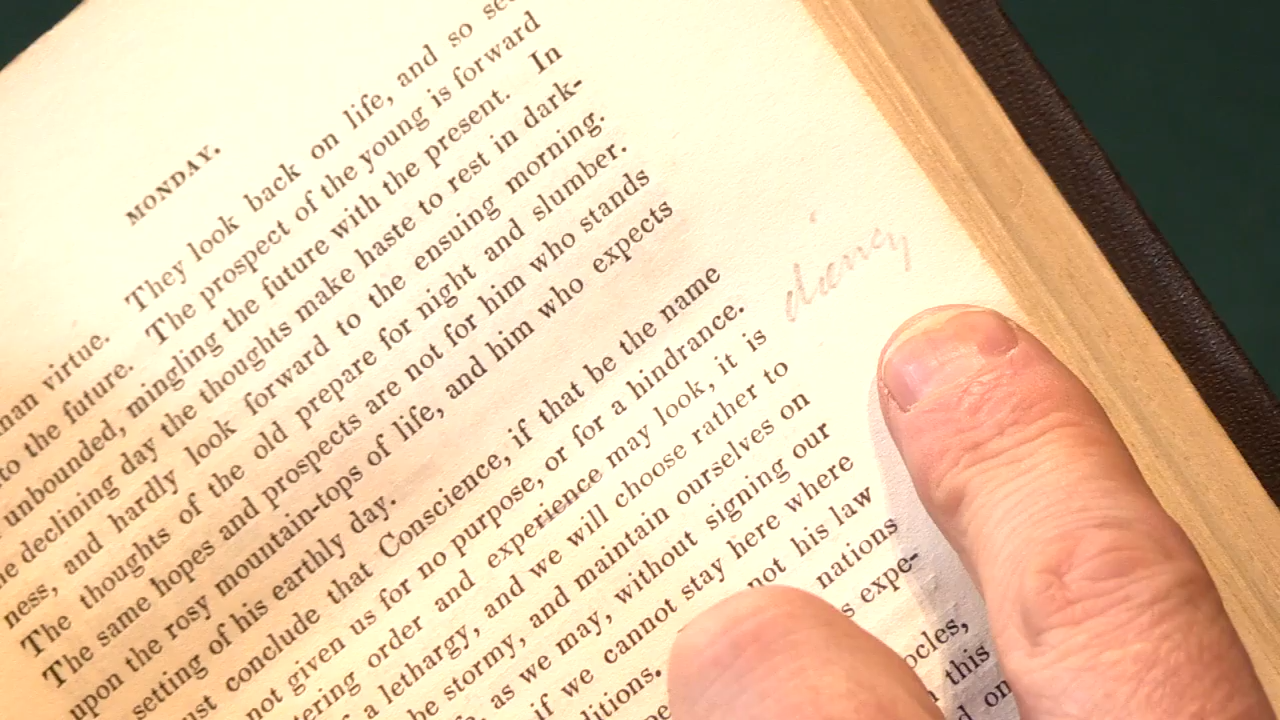 MONDAY.
man virtue. They look back on life, and so see
to the future. The prospect of the young is forward
unbounded, mingling the future with the present. In
the declining day the thoughts make haste to rest in dark-
ness, and hardly look forward to the ensuing morning.
The thoughts of the old prepare for night and slumber.
The same hopes and prospects are not for him who stands
upon the rosy mountain-tops of life, and him who expects
setting of his earthly day.
ust conclude that Conscience, if that be the name
not given us for no purpose, or for a hindrance.
tering order and experience may look, it is
a lethargy, and we will choose rather to
be stormy, and maintain ourselves on
as we may, without signing our
if we cannot stay here where
ditions. not his law
nations
s expe-
ocles,
this
on